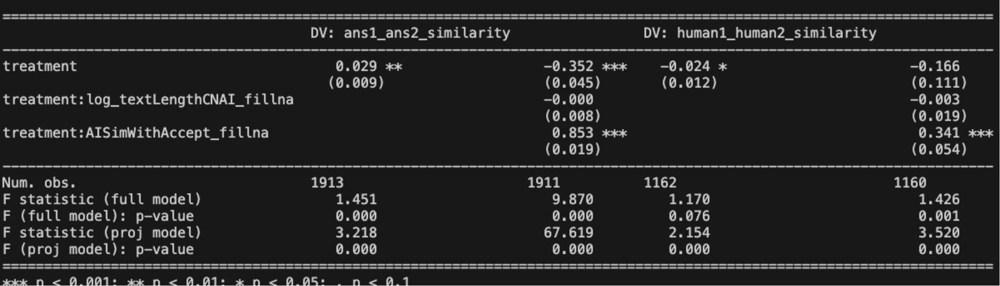 DV: ans1_ans2_similarity DV: human1_human2_similarity
treatment 0.029 ** -0.352 *** -0.024 * -0.166
(0.009) (0.045) (0.012) (0.111)
treatment:log_textLengthCNAI_fillna -0.000 -0.003
(0.008) (0.019)
treatment:AISimWithAccept_fillna 0.853 *** 0.341 ***
(0.019) (0.054)
Num. obs. 1913 1911 1162 1160
F statistic (full model) 1.451 9.870 1.170 1.426
F (full model): p-value 0.000 0.000 0.076 0.001
F statistic (proj model) 3.218 67.619 2.154 3.520
F (proj model): p-value 0.000 0.000 0.000 0.000
*** p < 0.001; ** p < 0.01; * p < 0.05; . p < 0.1